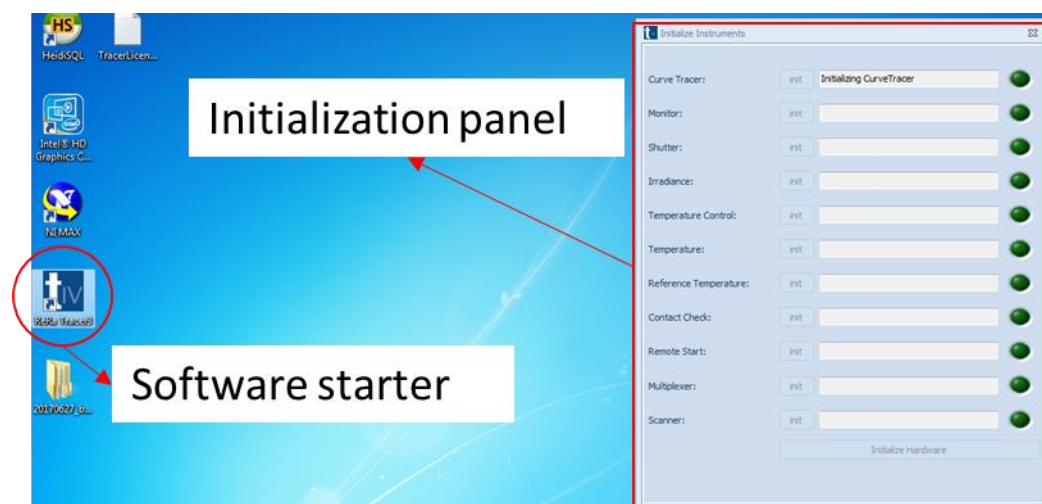 HS
HeidiSQL
TracerLicen...
Intel® HD
Graphics C...
NI MAX
t IV
ReRa Tracer3
20170627_b...
Initialization panel
Software starter
Initialize Instruments
Curve Tracer:
init
Initializing CurveTracer
Monitor:
init
Shutter:
init
Irradiance:
init
Temperature Control:
init
Temperature:
init
Reference Temperature:
init
Contact Check:
init
Remote Start:
init
Multiplexer:
init
Scanner:
init
Initialize Hardware